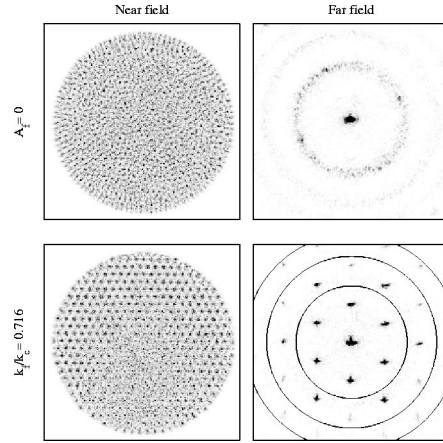 Near field
Far field
A_f = 0
k_f/k_c = 0.716